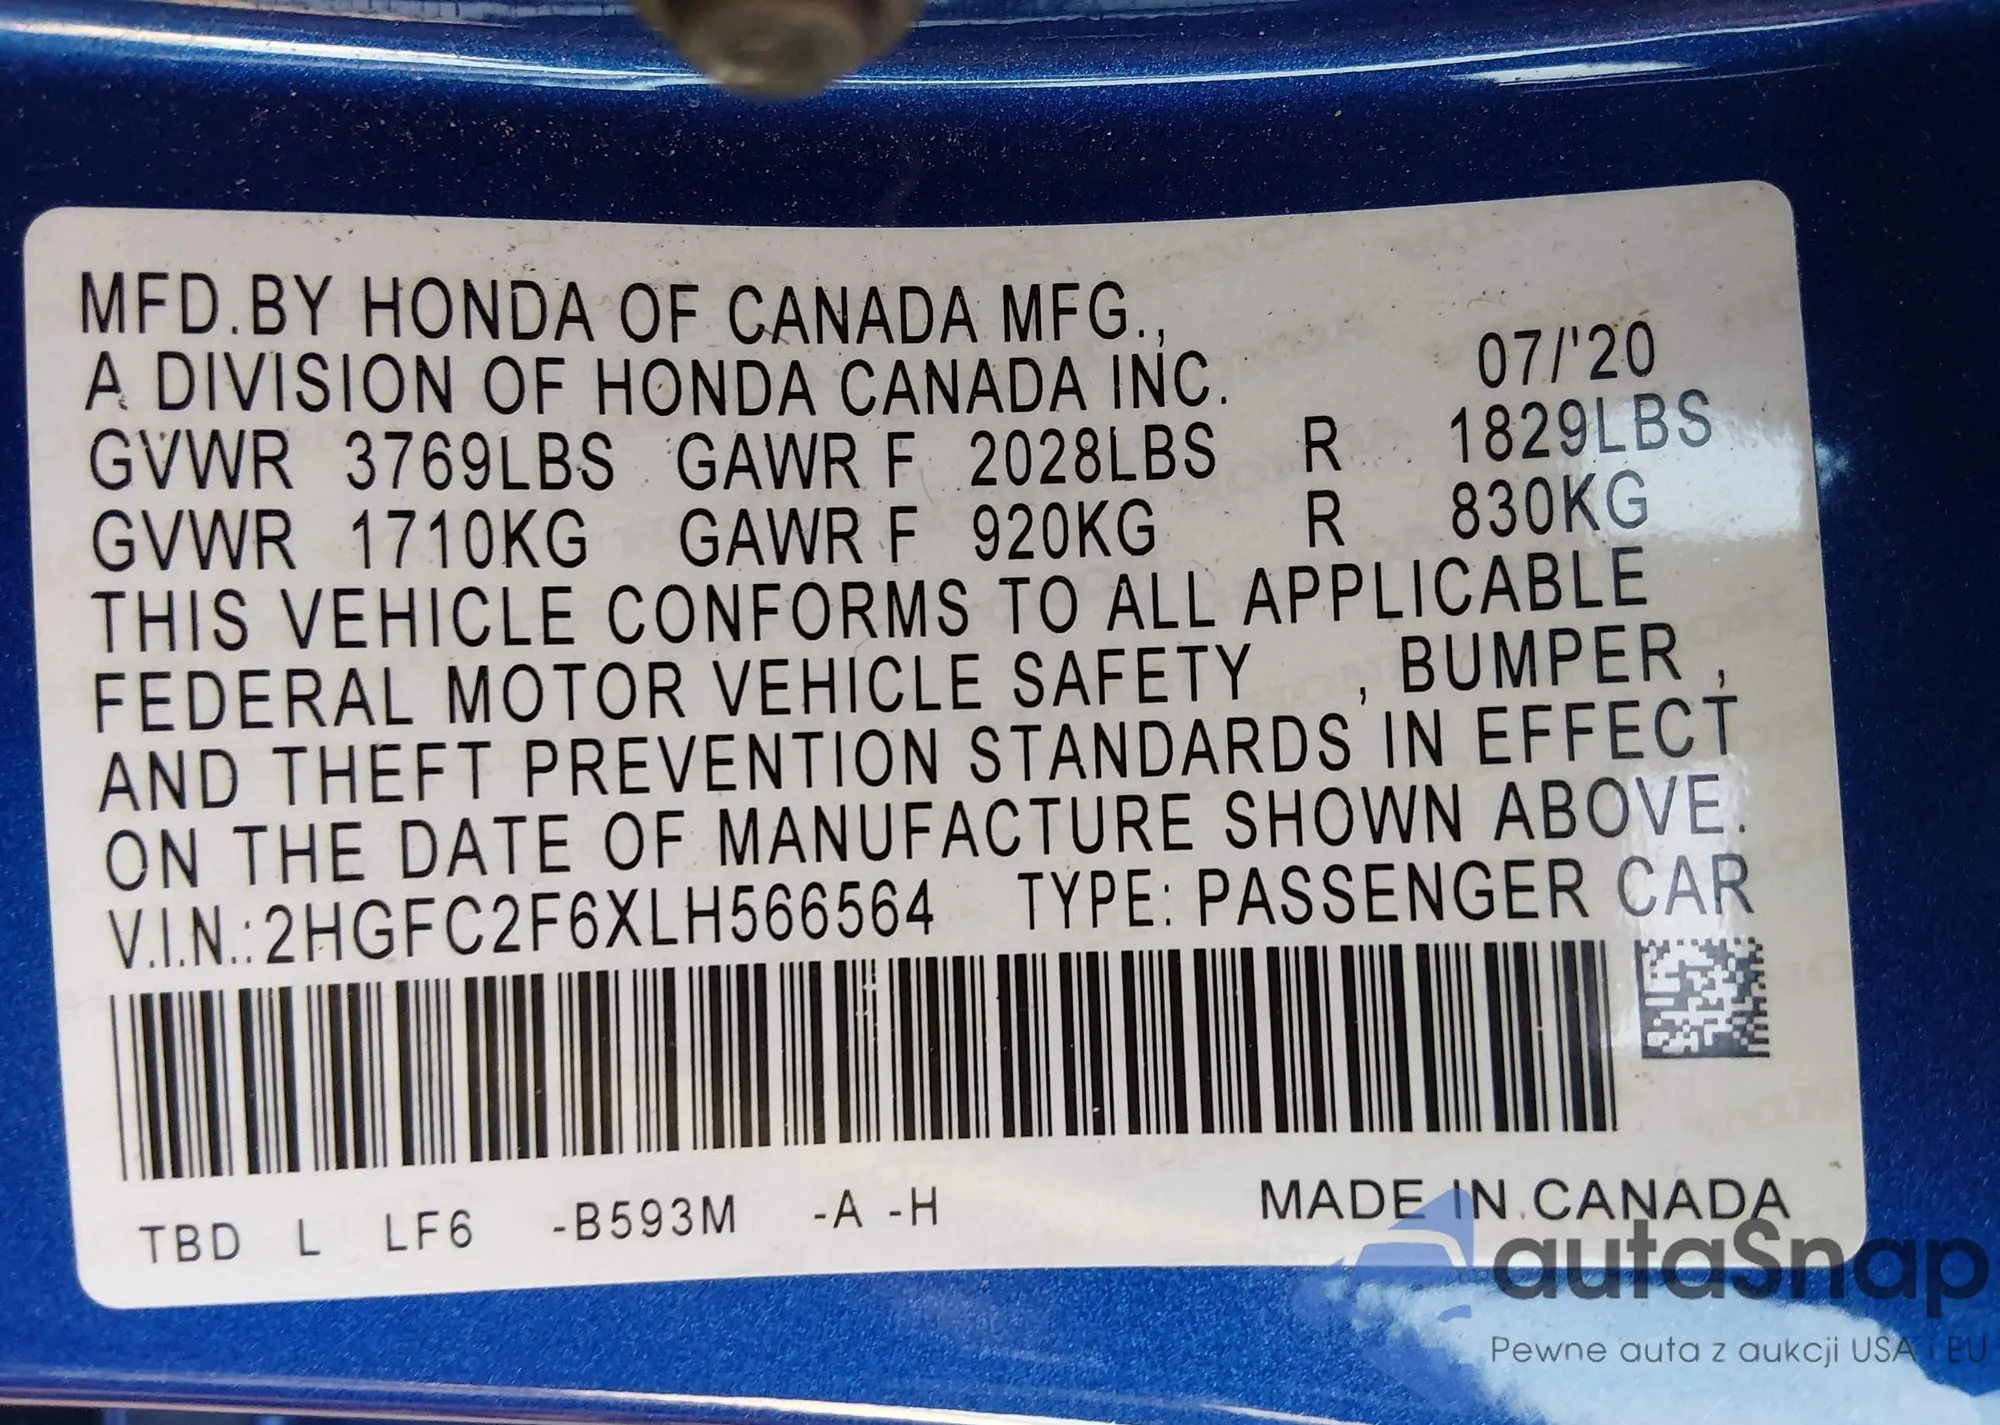 MFD.BY HONDA OF CANADA MFG.,
A DIVISION OF HONDA CANADA INC. 07/'20
GVWR 3769LBS GAWR F 2028LBS R 1829LBS
GVWR 1710KG GAWR F 920KG R 830KG
THIS VEHICLE CONFORMS TO ALL APPLICABLE
FEDERAL MOTOR VEHICLE SAFETY , BUMPER ,
AND THEFT PREVENTION STANDARDS IN EFFECT
ON THE DATE OF MANUFACTURE SHOWN ABOVE.
V.I.N.:2HGFC2F6XLH566564 TYPE: PASSENGER CAR
TBD L LF6 -B593M -A -H MADE IN CANADA
autaSnap
Pewne auta z aukcji USA i EU